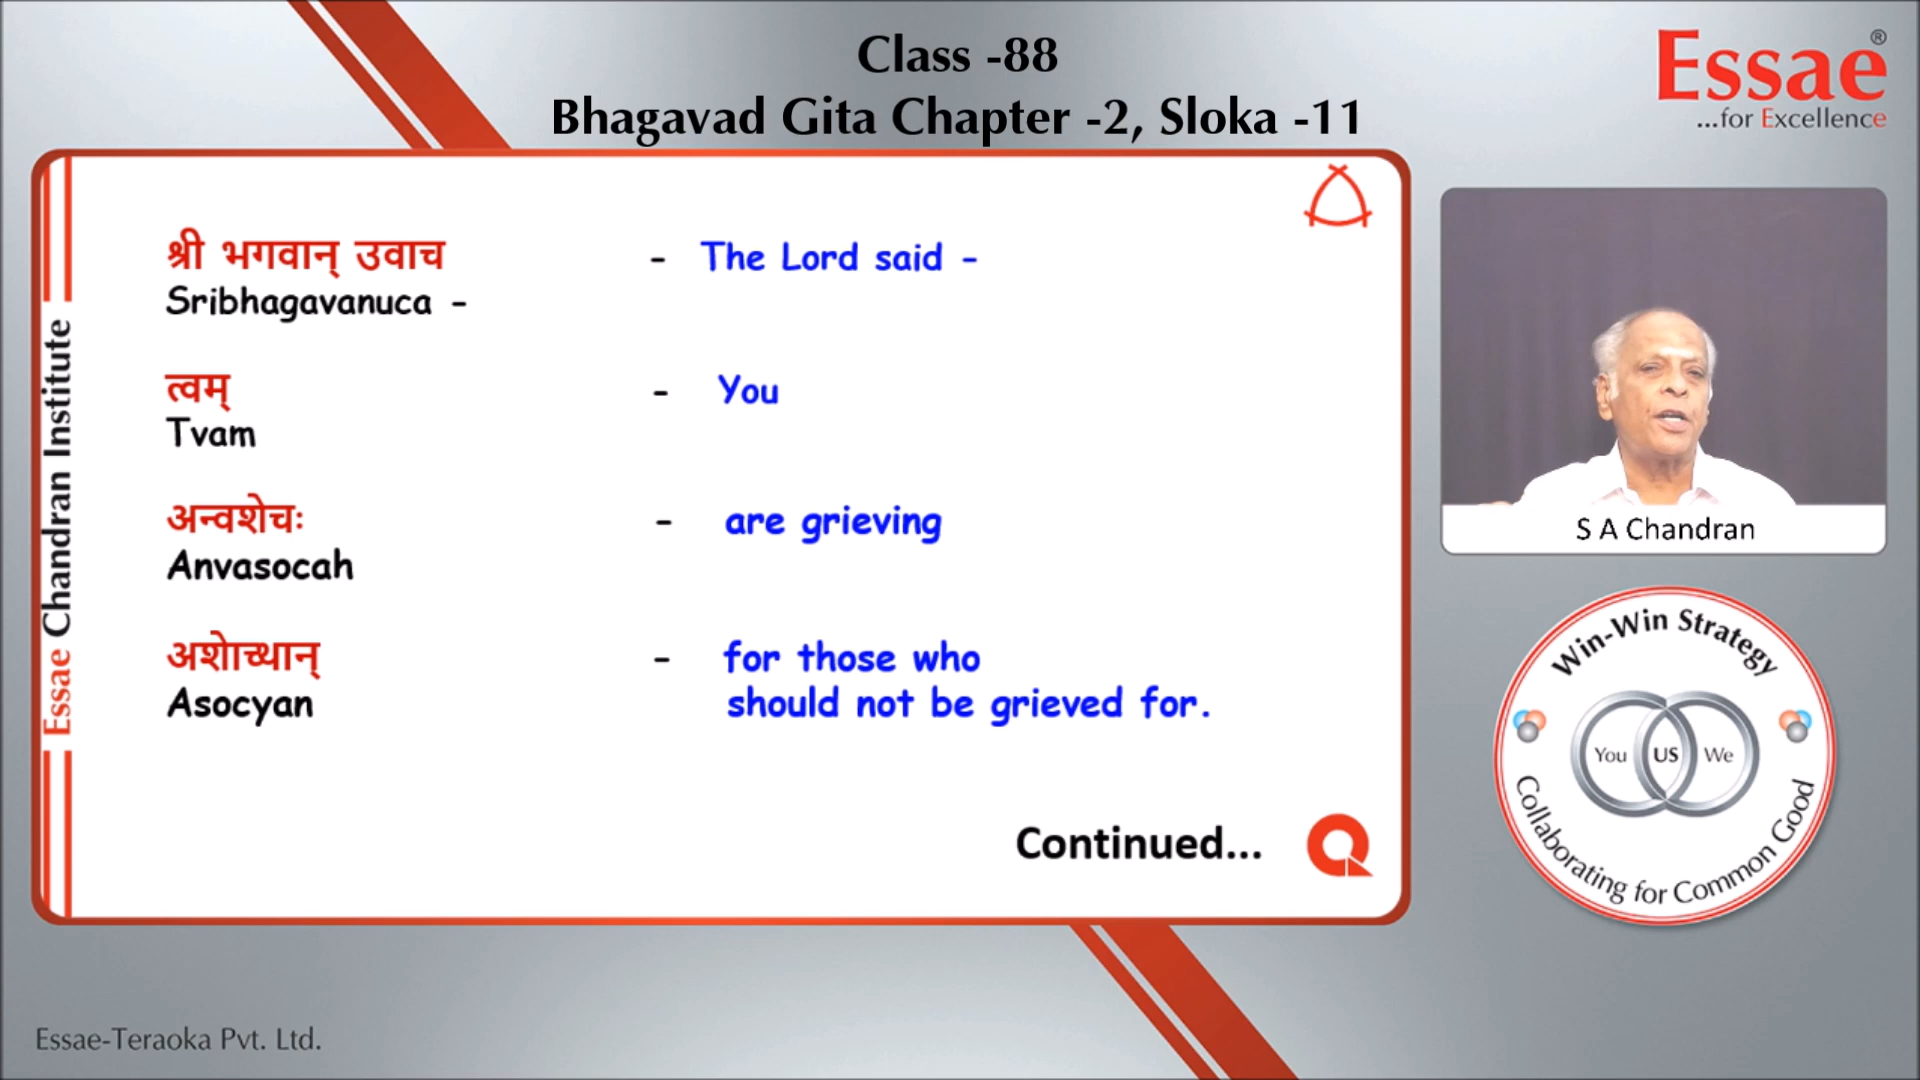 Class -88
Bhagavad Gita Chapter -2, Sloka -11
Essae®
...for Excellence
श्री भगवान् उवाच - The Lord said -
Sribhagavanuca -
त्वम् - You
Tvam
अन्वशेचः - are grieving
Anvasocah
अशेाच्यान् - for those who
Asocyan should not be grieved for.
Continued...
Essae Chandran Institute
S A Chandran
Win-Win Strategy
You US We
Collaborating for Common Good
Essae-Teraoka Pvt. Ltd.